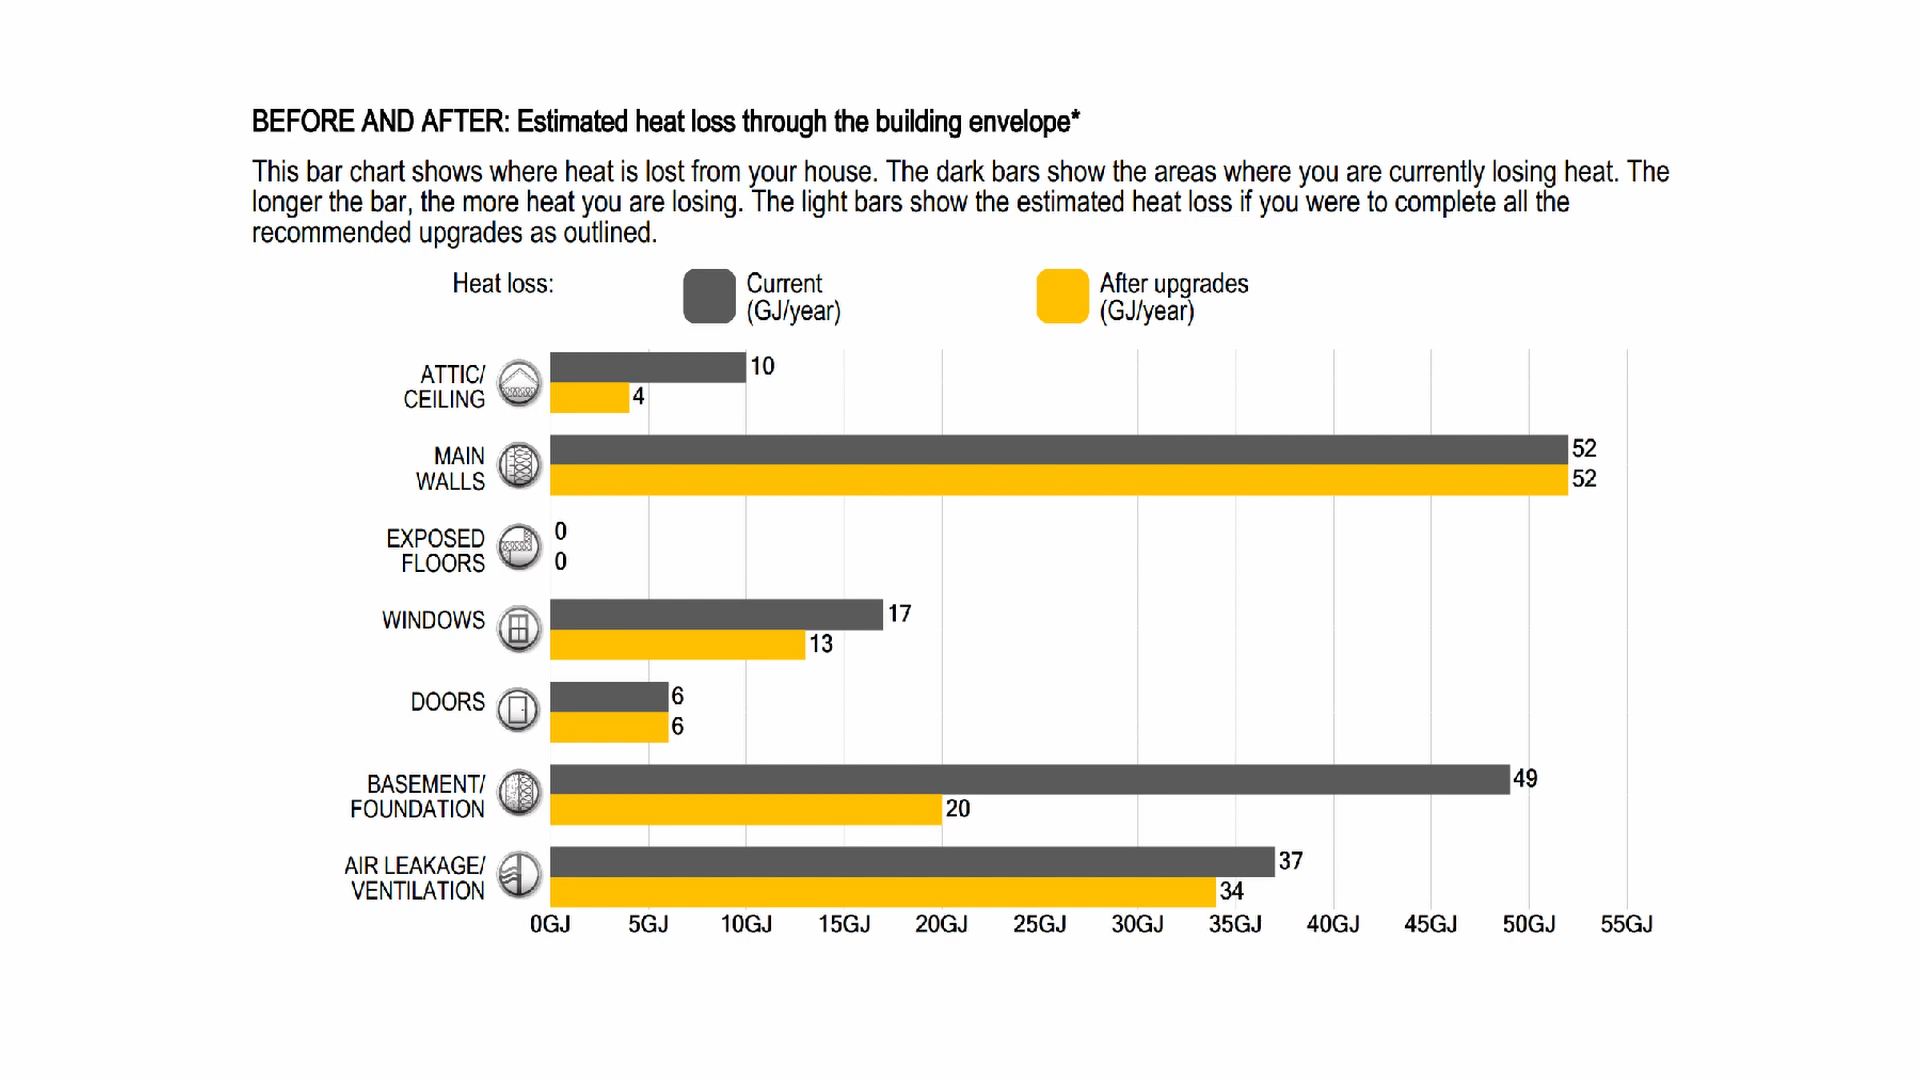 BEFORE AND AFTER: Estimated heat loss through the building envelope*
This bar chart shows where heat is lost from your house. The dark bars show the areas where you are currently losing heat. The
longer the bar, the more heat you are losing. The light bars show the estimated heat loss if you were to complete all the
recommended upgrades as outlined.
Heat loss:
Current
(GJ/year)
After upgrades
(GJ/year)
ATTIC/
CEILING
10
4
MAIN
WALLS
52
52
EXPOSED
FLOORS
0
0
WINDOWS
17
13
DOORS
6
6
BASEMENT/
FOUNDATION
49
20
AIR LEAKAGE/
VENTILATION
37
34
0GJ 5GJ 10GJ 15GJ 20GJ 25GJ 30GJ 35GJ 40GJ 45GJ 50GJ 55GJ